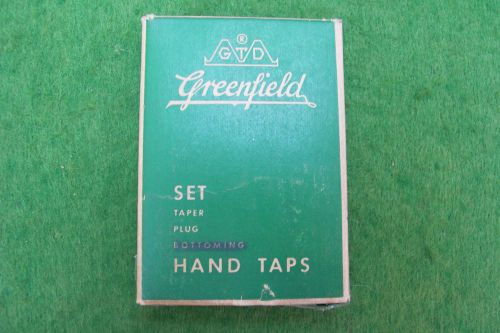 ®
GTD
Greenfield
SET
TAPER
PLUG
BOTTOMING
HAND TAPS